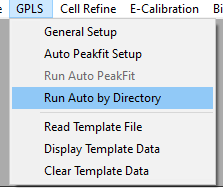 GPLS Cell Refine E-Calibration
General Setup
Auto Peakfit Setup
Run Auto PeakFit
Run Auto by Directory
Read Template File
Display Template Data
Clear Template Data